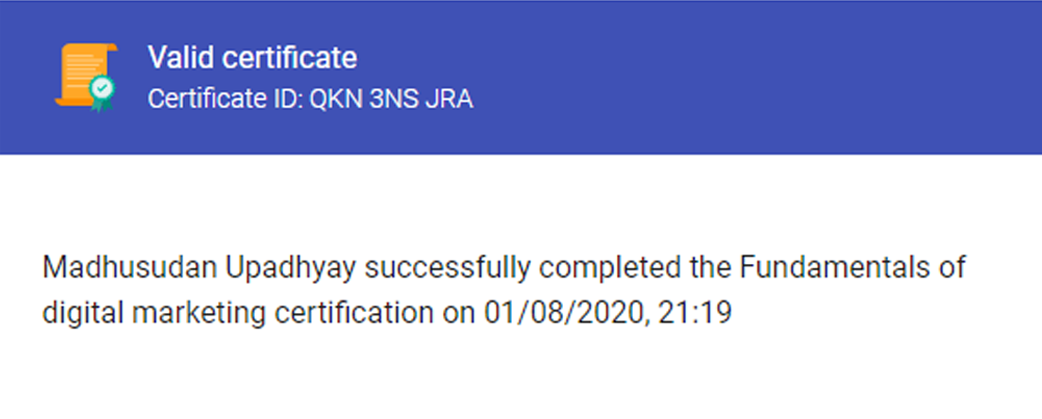 Valid certificate
Certificate ID: QKN 3NS JRA
Madhusudan Upadhyay successfully completed the Fundamentals of
digital marketing certification on 01/08/2020, 21:19